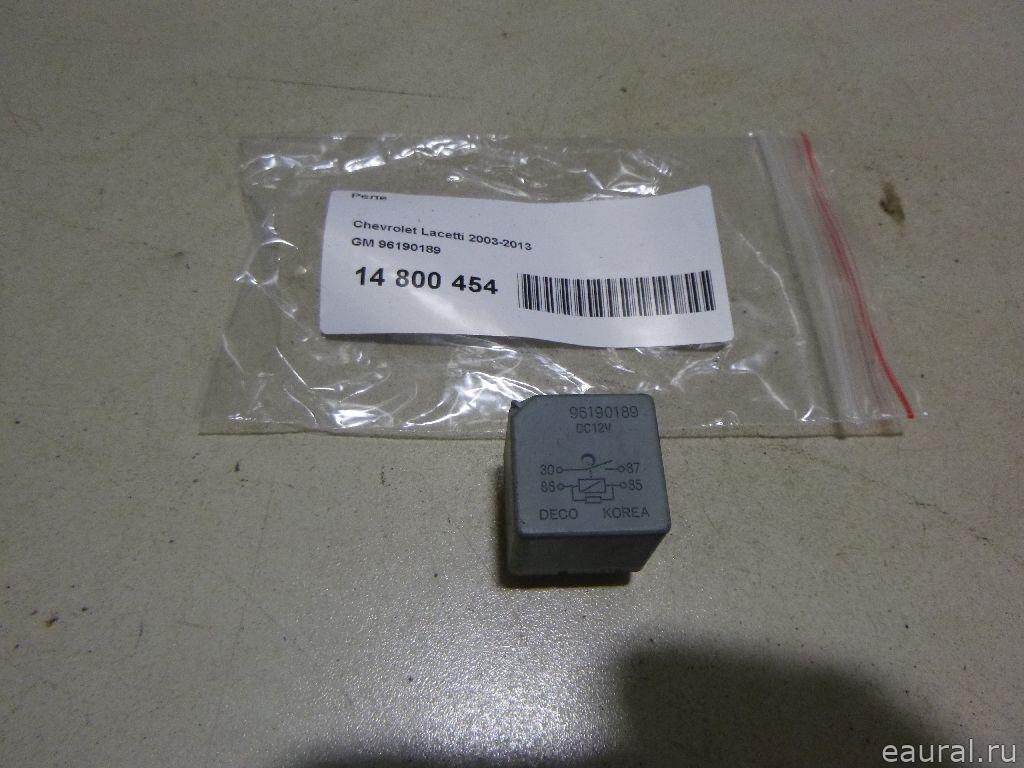 Реле
Chevrolet Lacetti 2003-2013
GM 96190189
14 800 454
96190189
DC12V
30 87
86 85
DECO KOREA
eaural.ru